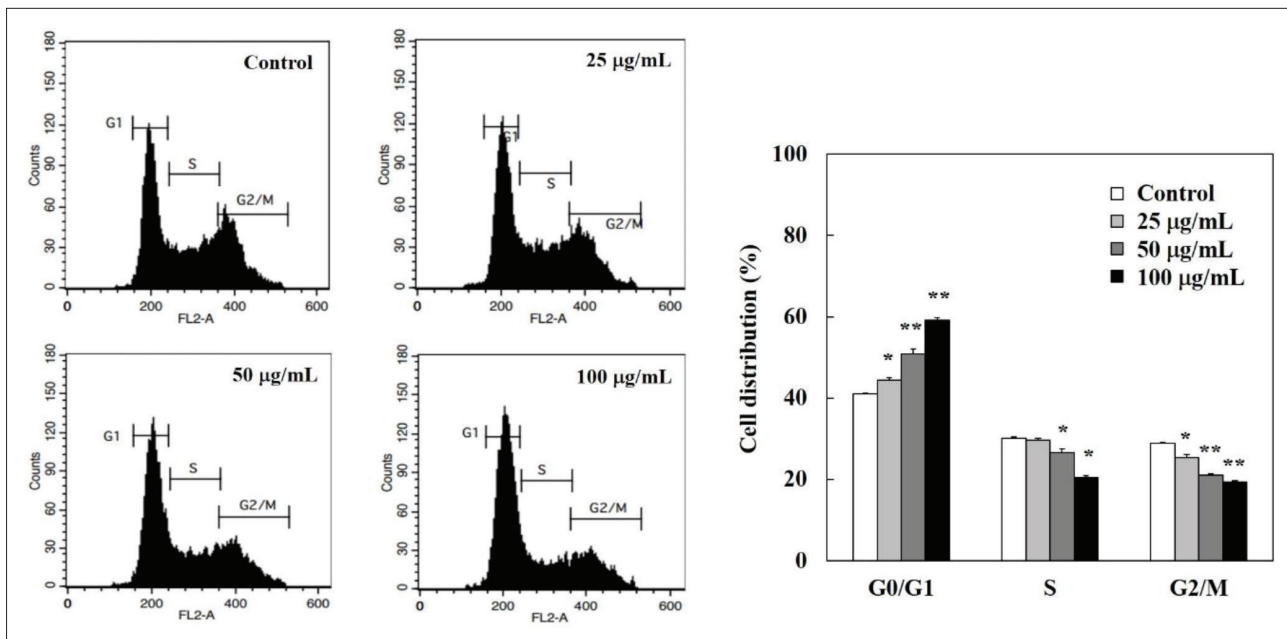 Control
Counts
180
150
120
90
60
30
0
G1
S
G2/M
0 200 400 600
FL2-A
25 μg/mL
Counts
180
150
120
90
60
30
0
G1
S
G2/M
0 200 400 600
FL2-A
50 μg/mL
Counts
180
150
120
90
60
30
0
G1
S
G2/M
0 200 400 600
FL2-A
100 μg/mL
Counts
180
150
120
90
60
30
0
G1
S
G2/M
0 200 400 600
FL2-A
Cell distribution (%)
100
80
60
40
20
0
Control
25 μg/mL
50 μg/mL
100 μg/mL
* ** **
* *
* ** **
G0/G1 S G2/M